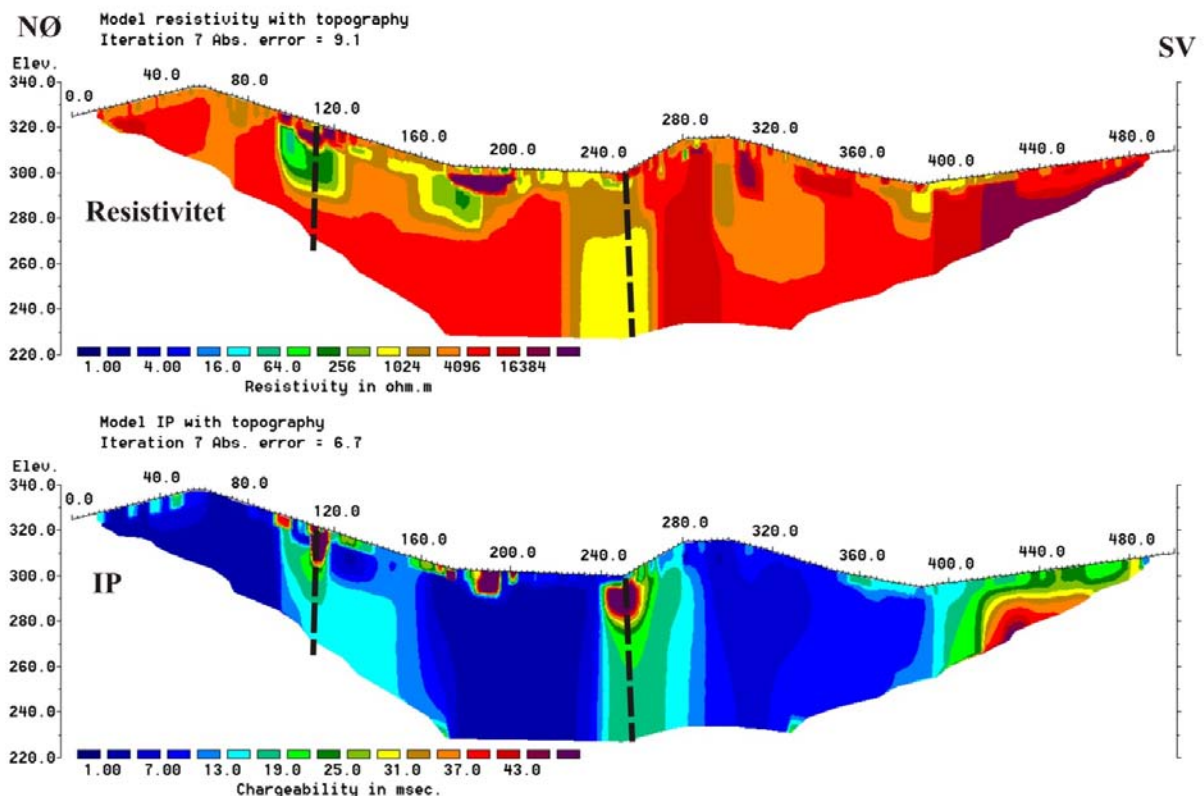 NØ
Model resistivity with topography
Iteration 7 Abs. error = 9.1
SV
Elev.
340.0
320.0
300.0
280.0
260.0
240.0
220.0
0.0 40.0 80.0 120.0 160.0 200.0 240.0 280.0 320.0 360.0 400.0 440.0 480.0
Resistivitet
1.00 4.00 16.0 64.0 256 1024 4096 16384
Resistivity in ohm.m
Model IP with topography
Iteration 7 Abs. error = 6.7
Elev.
340.0
320.0
300.0
280.0
260.0
240.0
220.0
0.0 40.0 80.0 120.0 160.0 200.0 240.0 280.0 320.0 360.0 400.0 440.0 480.0
IP
1.00 7.00 13.0 19.0 25.0 31.0 37.0 43.0
Chargeability in msec.